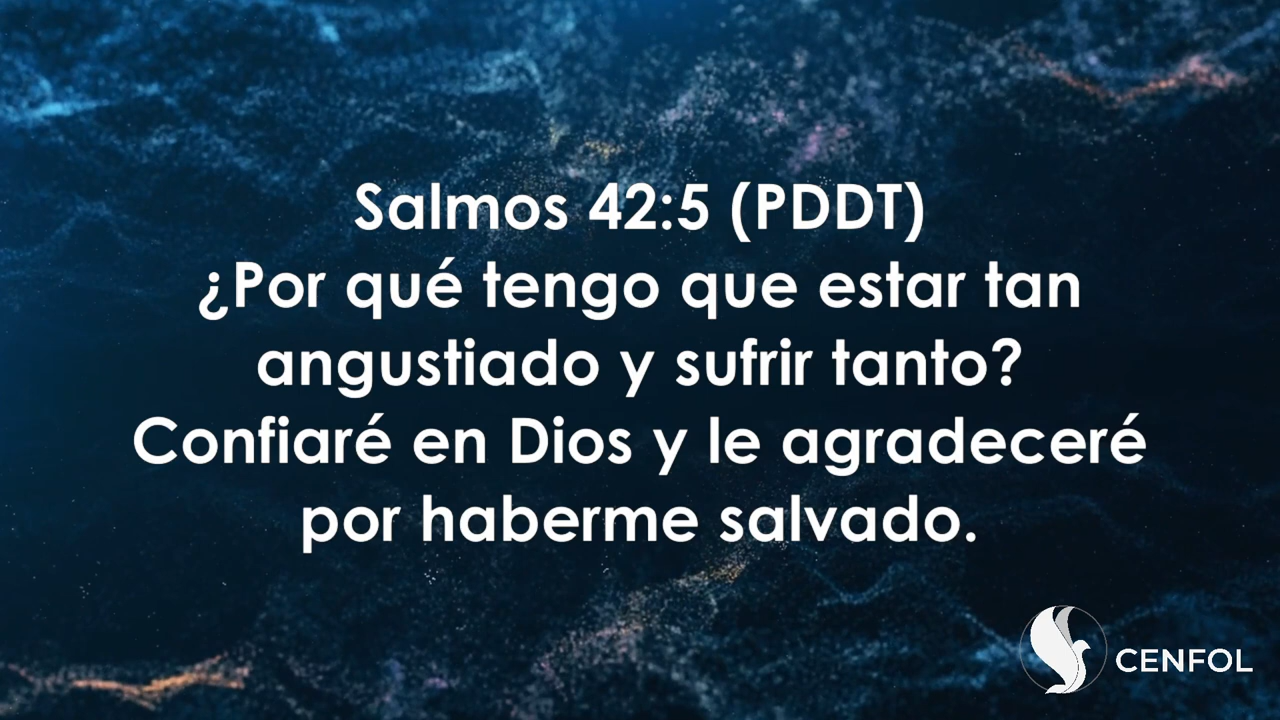 Salmos 42:5 (PDDT)
¿Por qué tengo que estar tan
angustiado y sufrir tanto?
Confiaré en Dios y le agradeceré
por haberme salvado.
CENFOL